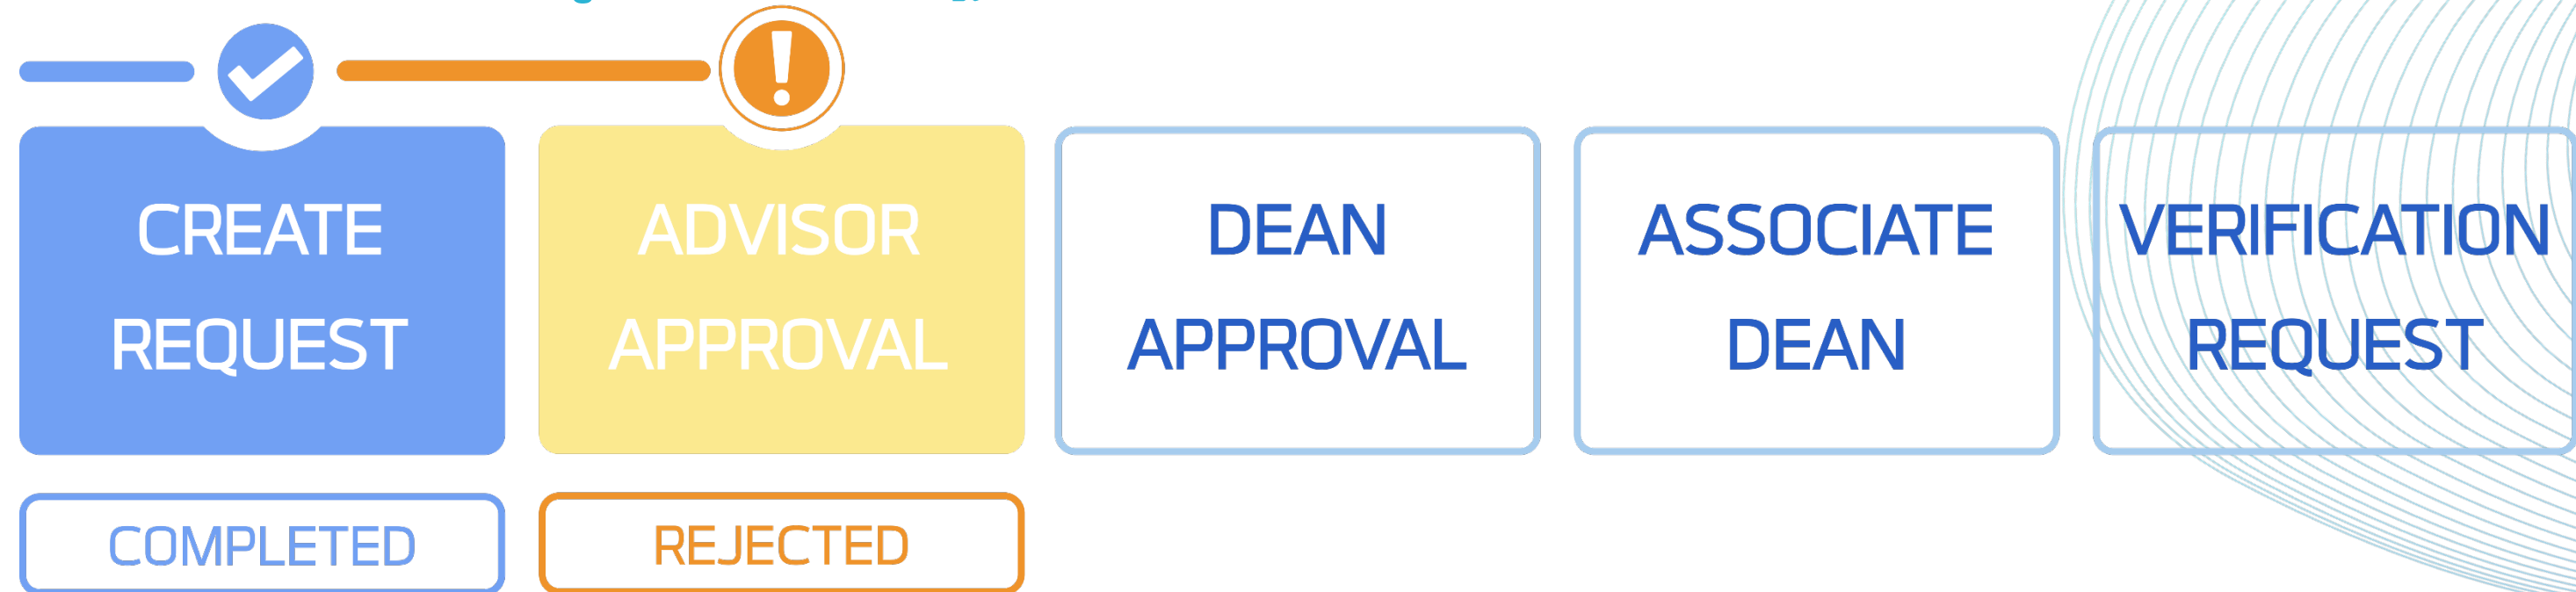 CREATE
REQUEST
ADVISOR
APPROVAL
DEAN
APPROVAL
ASSOCIATE
DEAN
VERIFICATION
REQUEST
COMPLETED
REJECTED